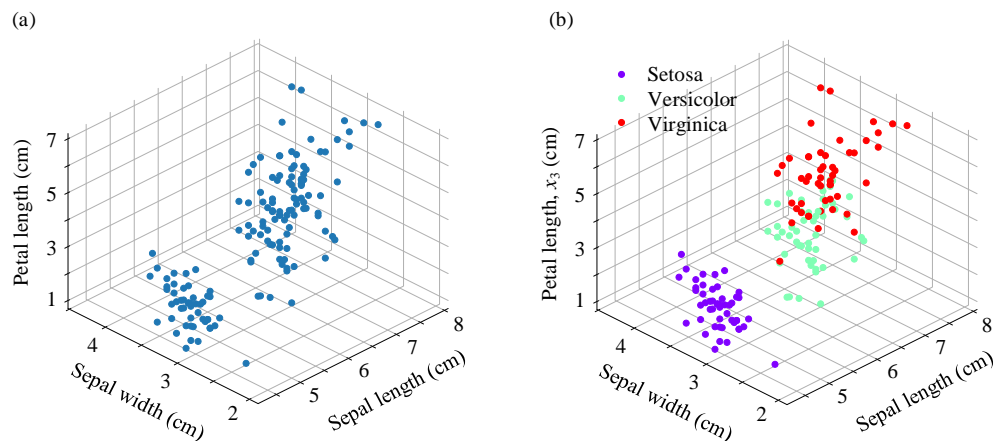 (a)
7
5
3
1
Petal length (cm)
4
3
2
Sepal width (cm)
5
6
7
8
Sepal length (cm)
(b)
Setosa
Versicolor
Virginica
7
5
3
1
Petal length, x_3 (cm)
4
3
2
Sepal width (cm)
5
6
7
8
Sepal length (cm)